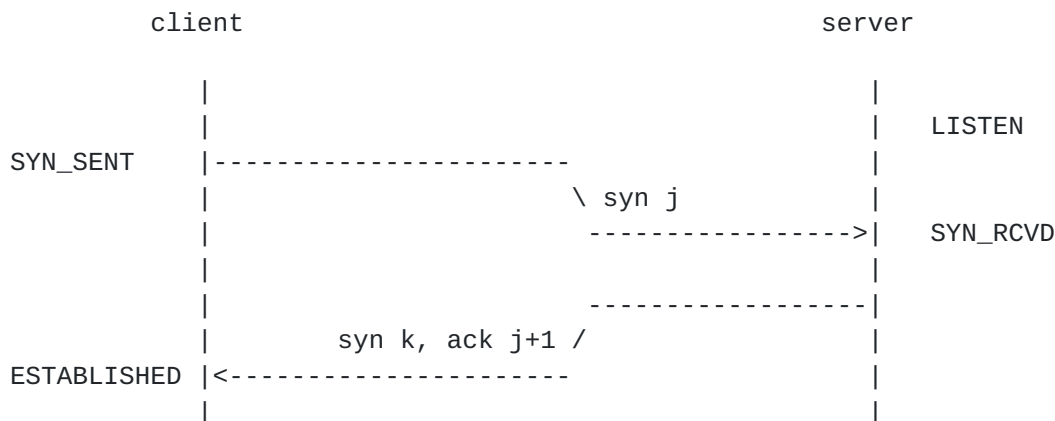 client server
LISTEN
SYN_SENT
\ syn j
SYN_RCVD
syn k, ack j+1 /
ESTABLISHED